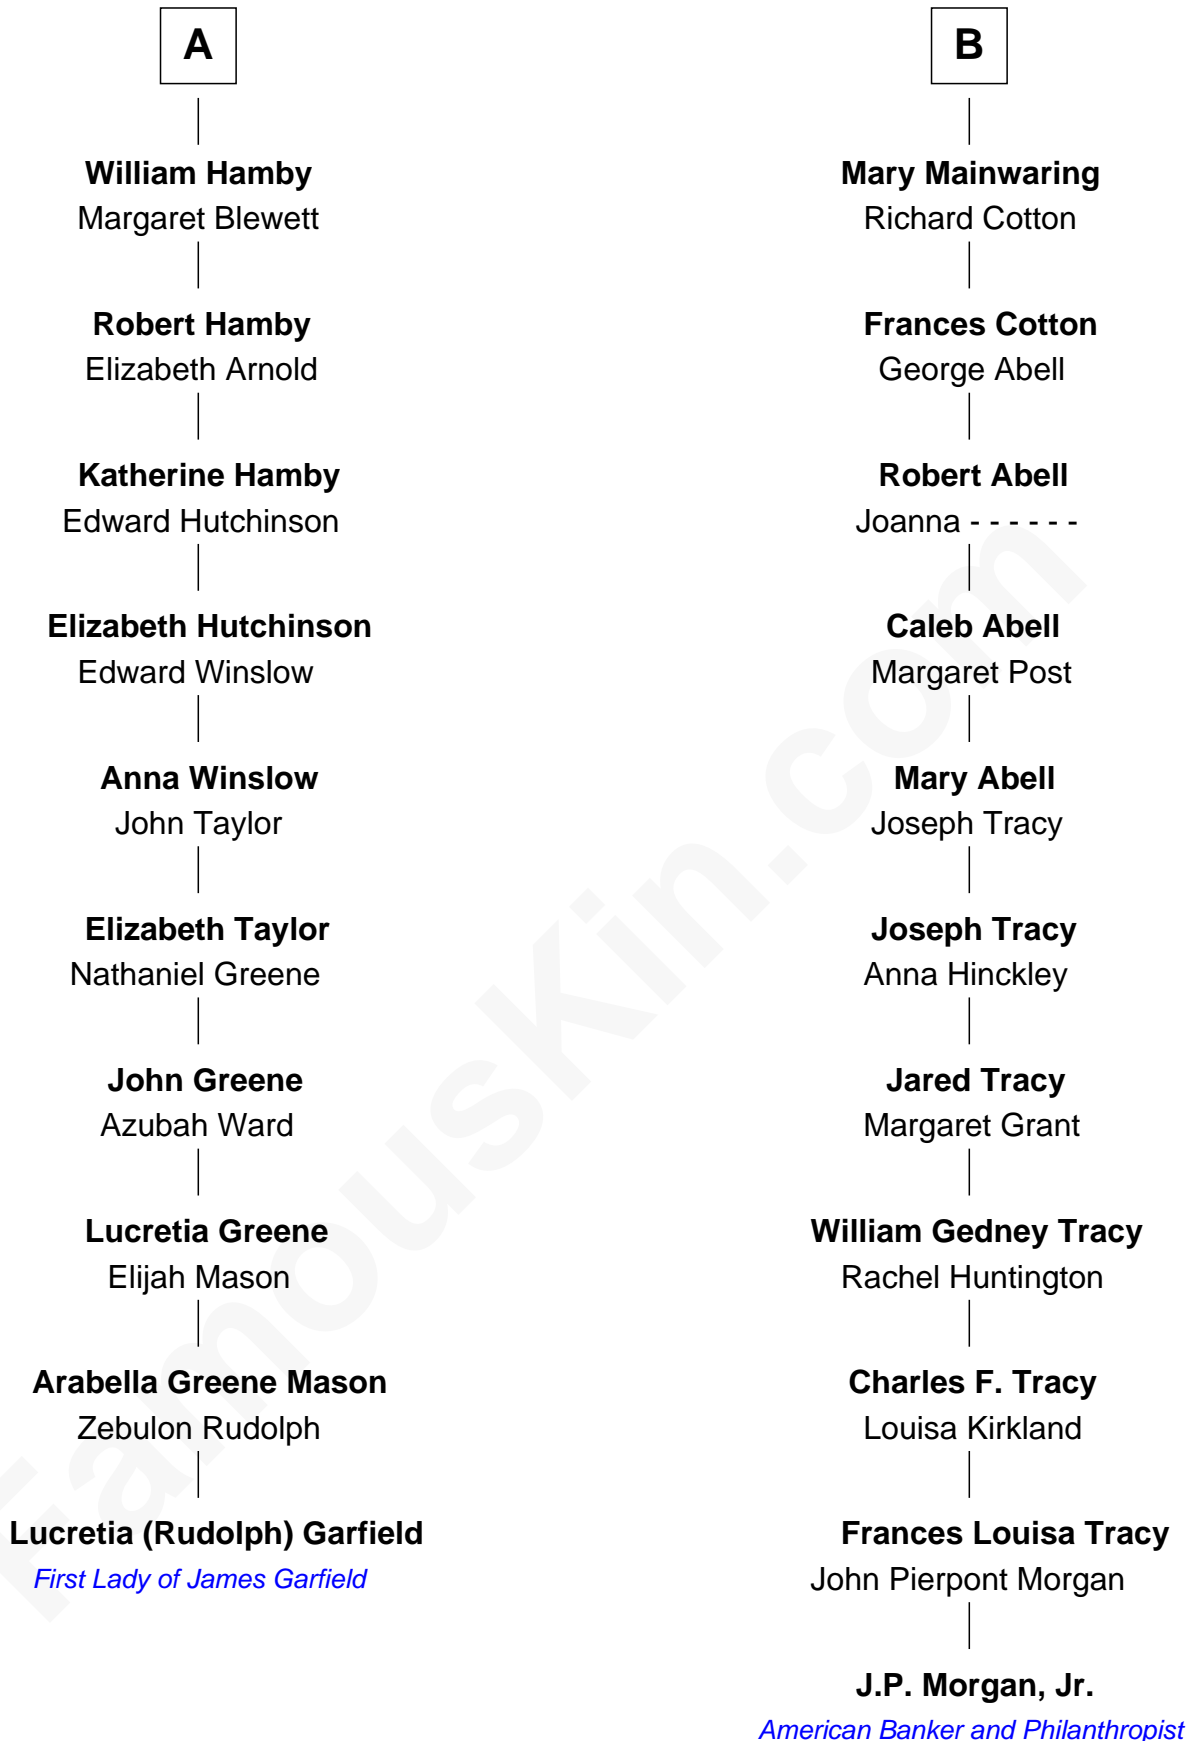 A
William Hamby
Margaret Blewett
Robert Hamby
Elizabeth Arnold
Katherine Hamby
Edward Hutchinson
Elizabeth Hutchinson
Edward Winslow
Anna Winslow
John Taylor
Elizabeth Taylor
Nathaniel Greene
John Greene
Azubah Ward
Lucretia Greene
Elijah Mason
Arabella Greene Mason
Zebulon Rudolph
Lucretia (Rudolph) Garfield
First Lady of James Garfield
B
Mary Mainwaring
Richard Cotton
Frances Cotton
George Abell
Robert Abell
Joanna - - - - - -
Caleb Abell
Margaret Post
Mary Abell
Joseph Tracy
Joseph Tracy
Anna Hinckley
Jared Tracy
Margaret Grant
William Gedney Tracy
Rachel Huntington
Charles F. Tracy
Louisa Kirkland
Frances Louisa Tracy
John Pierpont Morgan
J.P. Morgan, Jr.
American Banker and Philanthropist
FamousKin.com